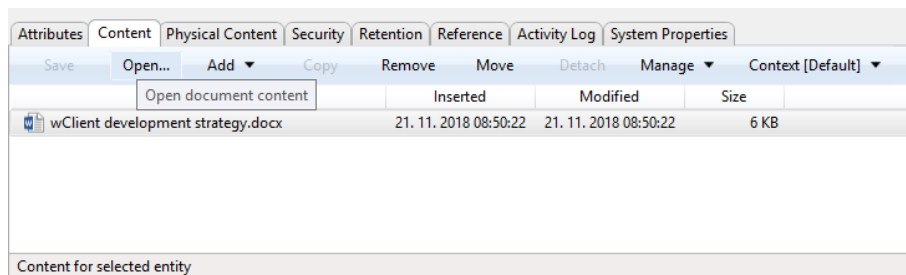 Attributes Content Physical Content Security Retention Reference Activity Log System Properties
Save Open... Add Copy Remove Move Detach Manage Context [Default]
Open document content Inserted Modified Size
wClient development strategy.docx 21. 11. 2018 08:50:22 21. 11. 2018 08:50:22 6 KB
Content for selected entity